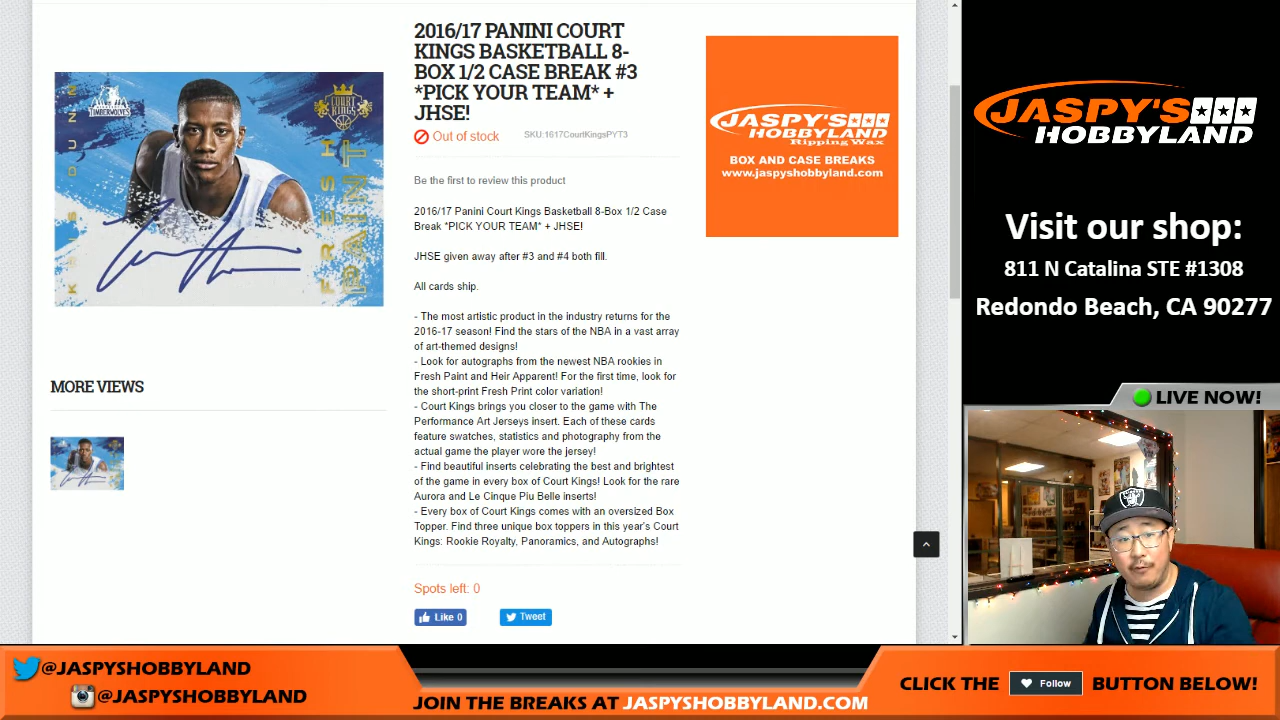 2016/17 PANINI COURT
KINGS BASKETBALL 8-
BOX 1/2 CASE BREAK #3
*PICK YOUR TEAM* +
JHSE!
Out of stock
SKU:1617CourtKingsPYT3
Be the first to review this product
2016/17 Panini Court Kings Basketball 8-Box 1/2 Case
Break *PICK YOUR TEAM* + JHSE!
JHSE given away after #3 and #4 both fill.
All cards ship.
- The most artistic product in the industry returns for the
2016-17 season! Find the stars of the NBA in a vast array
of art-themed designs!
- Look for autographs from the newest NBA rookies in
Fresh Paint and Heir Apparent! For the first time, look for
the short-print Fresh Print color variation!
- Court Kings brings you closer to the game with The
Performance Art Jerseys insert. Each of these cards
feature swatches, statistics and photography from the
actual game the player wore the jersey!
- Find beautiful inserts celebrating the best and brightest
of the game in every box of Court Kings! Look for the rare
Aurora and Le Cinque Piu Belle inserts!
- Every box of Court Kings comes with an oversized Box
Topper. Find three unique box toppers in this year's Court
Kings: Rookie Royalty, Panoramics, and Autographs!
Spots left: 0
Like 0
Tweet
TIMBERWOLVES
COURT
KINGS
KRIS DUNN
FRESH
PAINT
MORE VIEWS
JASPY'S
HOBBYLAND
Ripping Wax
BOX AND CASE BREAKS
www.jaspyshobbyland.com
JASPY'S
HOBBYLAND
Visit our shop:
811 N Catalina STE #1308
Redondo Beach, CA 90277
LIVE NOW!
@JASPYSHOBBYLAND
@JASPYSHOBBYLAND
JOIN THE BREAKS AT JASPYSHOBBYLAND.COM
CLICK THE Follow BUTTON BELOW!